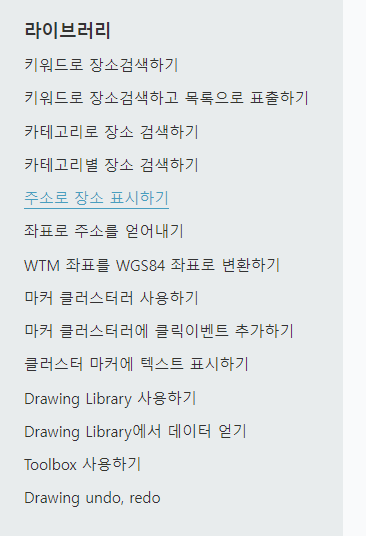 라이브러리
키워드로 장소검색하기
키워드로 장소검색하고 목록으로 표출하기
카테고리로 장소 검색하기
카테고리별 장소 검색하기
주소로 장소 표시하기
좌표로 주소를 얻어내기
WTM 좌표를 WGS84 좌표로 변환하기
마커 클러스터러 사용하기
마커 클러스터러에 클릭이벤트 추가하기
클러스터 마커에 텍스트 표시하기
Drawing Library 사용하기
Drawing Library에서 데이터 얻기
Toolbox 사용하기
Drawing undo, redo